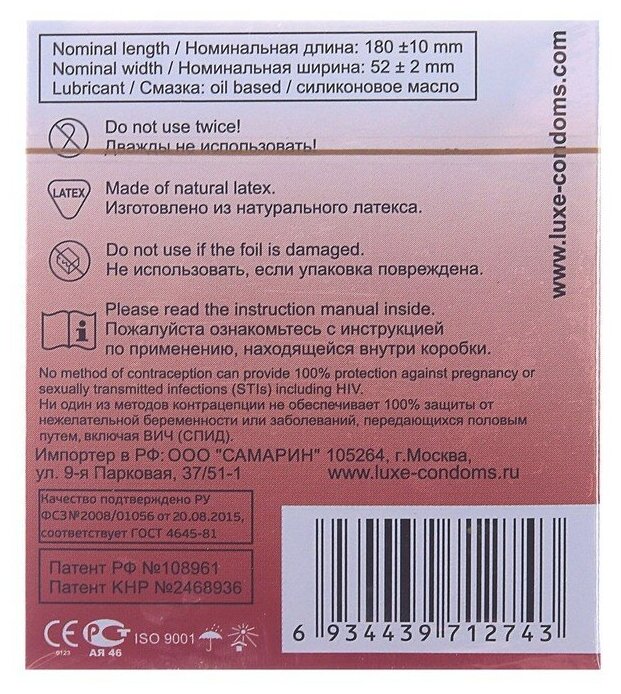 Nominal length / Номинальная длина: 180 ±10 mm
Nominal width / Номинальная ширина: 52 ± 2 mm
Lubricant / Смазка: oil based / силиконовое масло
Do not use twice!
Дважды не использовать!
LATEX
Made of natural latex.
Изготовлено из натурального латекса.
Do not use if the foil is damaged.
Не использовать, если упаковка повреждена.
Please read the instruction manual inside.
Пожалуйста ознакомьтесь с инструкцией
по применению, находящейся внутри коробки.
www.luxe-condoms.com
No method of contraception can provide 100% protection against pregnancy or
sexually transmitted infections (STIs) including HIV.
Ни один из методов контрацепции не обеспечивает 100% защиты от
нежелательной беременности или заболеваний, передающихся половым
путем, включая ВИЧ (СПИД).
Импортер в РФ: ООО "САМАРИН" 105264, г.Москва,
ул. 9-я Парковая, 37/51-1 www.luxe-condoms.ru
Качество подтверждено РУ
ФСЗ№2008/01056 от 20.08.2015,
соответствует ГОСТ 4645-81
Патент РФ №108961
Патент КНР №2468936
CE 0123 РСТ АЯ 46 ISO 9001
6 934439 712743